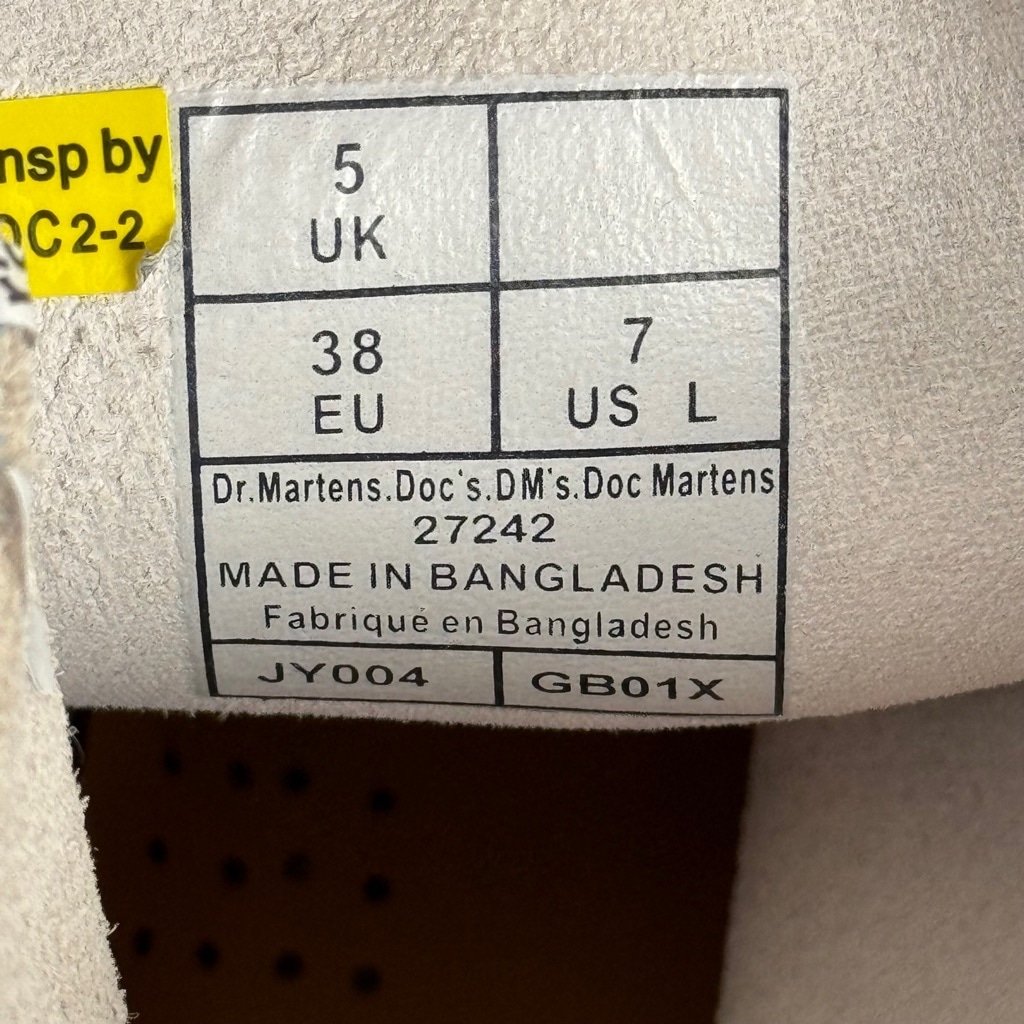 nsp by
QC2-2
5
UK
38
EU
7
US L
Dr.Martens.Doc's.DM's.Doc Martens
27242
MADE IN BANGLADESH
Fabriqué en Bangladesh
JY004
GB01X